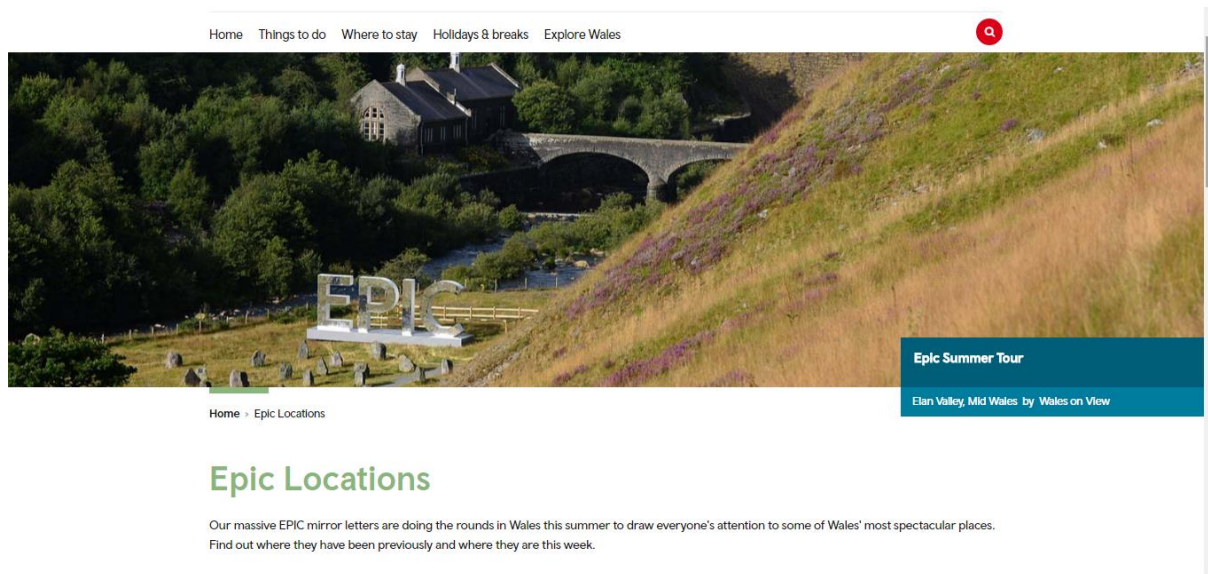 Home Things to do Where to stay Holidays & breaks Explore Wales
EPIC
Epic Summer Tour
Elan Valley, Mid Wales by Wales on View
Home › Epic Locations
Epic Locations
Our massive EPIC mirror letters are doing the rounds in Wales this summer to draw everyone's attention to some of Wales' most spectacular places.
Find out where they have been previously and where they are this week.